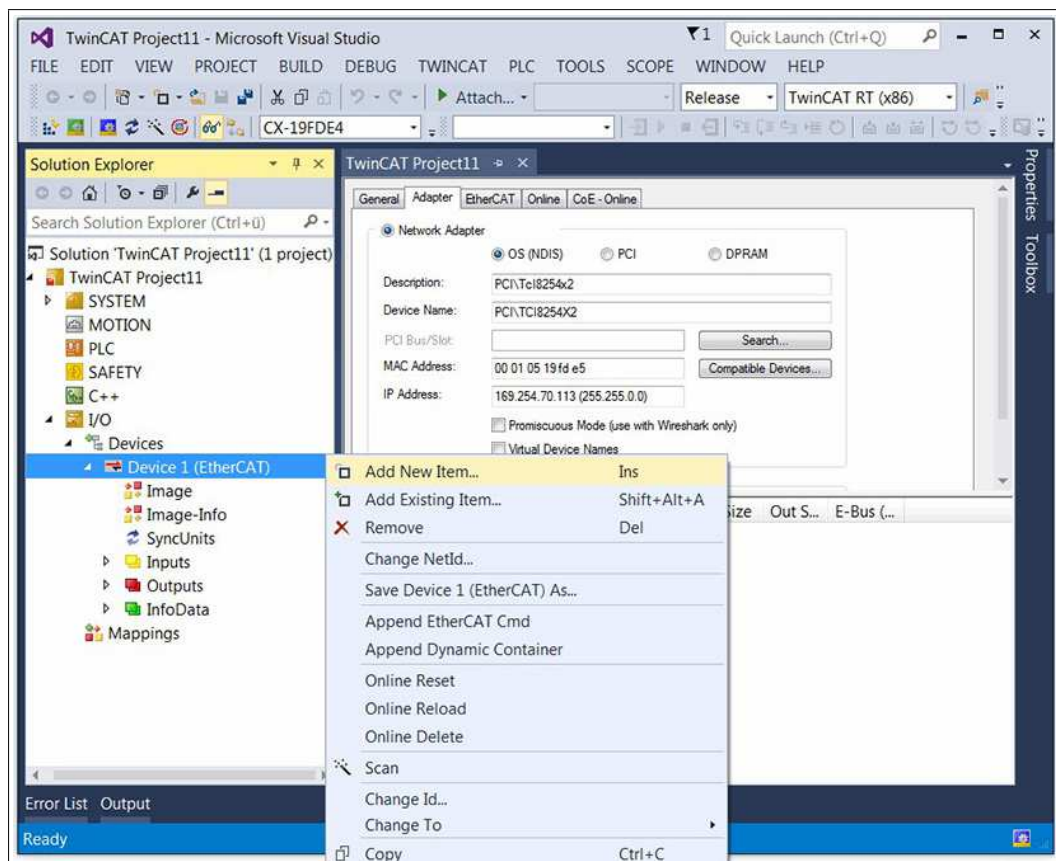 TwinCAT Project11 - Microsoft Visual Studio
1
Quick Launch (Ctrl+Q)
FILE EDIT VIEW PROJECT BUILD DEBUG TWINCAT PLC TOOLS SCOPE WINDOW HELP
Attach... Release TwinCAT RT (x86)
CX-19FDE4
Solution Explorer
Search Solution Explorer (Ctrl+ü)
Solution 'TwinCAT Project11' (1 project)
TwinCAT Project11
SYSTEM
MOTION
PLC
SAFETY
C++
I/O
Devices
Device 1 (EtherCAT)
Image
Image-Info
SyncUnits
Inputs
Outputs
InfoData
Mappings
TwinCAT Project11
General Adapter EtherCAT Online CoE - Online
Network Adapter
OS (NDIS) PCI DPRAM
Description: PCI\TcI8254x2
Device Name: PCI\TCI8254X2
PCI Bus/Slot: Search...
MAC Address: 00 01 05 19 fd e5 Compatible Devices...
IP Address: 169.254.70.113 (255.255.0.0)
Promiscuous Mode (use with Wireshark only)
Virtual Device Names
Size Out S... E-Bus (...
Add New Item... Ins
Add Existing Item... Shift+Alt+A
Remove Del
Change NetId...
Save Device 1 (EtherCAT) As...
Append EtherCAT Cmd
Append Dynamic Container
Online Reset
Online Reload
Online Delete
Scan
Change Id...
Change To
Copy Ctrl+C
Properties
Toolbox
Error List Output
Ready